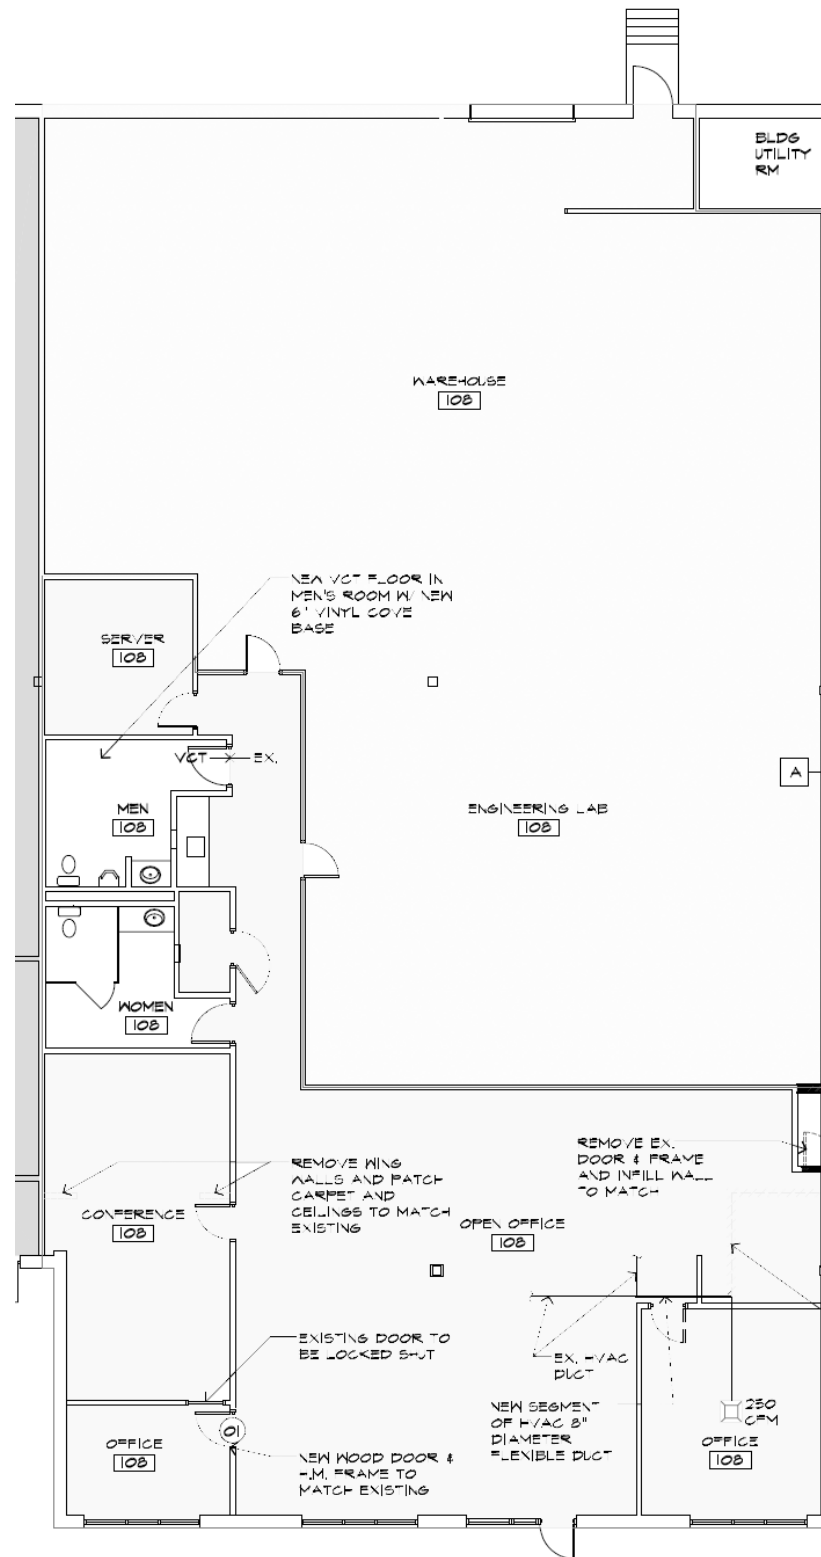 BLDG
UTILITY
RM
WAREHOUSE
108
NEW VCT FLOOR IN
MEN'S ROOM W/ NEW
6" VINYL COVE
BASE
SERVER
108
VCT
EX.
A
MEN
108
ENGINEERING LAB
108
WOMEN
108
REMOVE EX.
DOOR & FRAME
AND INFILL WALL
TO MATCH
REMOVE WING
WALLS AND PATCH
CARPET AND
CEILINGS TO MATCH
EXISTING
CONFERENCE
108
OPEN OFFICE
108
EXISTING DOOR TO
BE LOCKED SHUT
EX. HVAC
DUCT
NEW SEGMENT
OF HVAC 8"
DIAMETER
FLEXIBLE DUCT
250
CFM
OFFICE
108
01
OFFICE
108
NEW WOOD DOOR &
H.M. FRAME TO
MATCH EXISTING